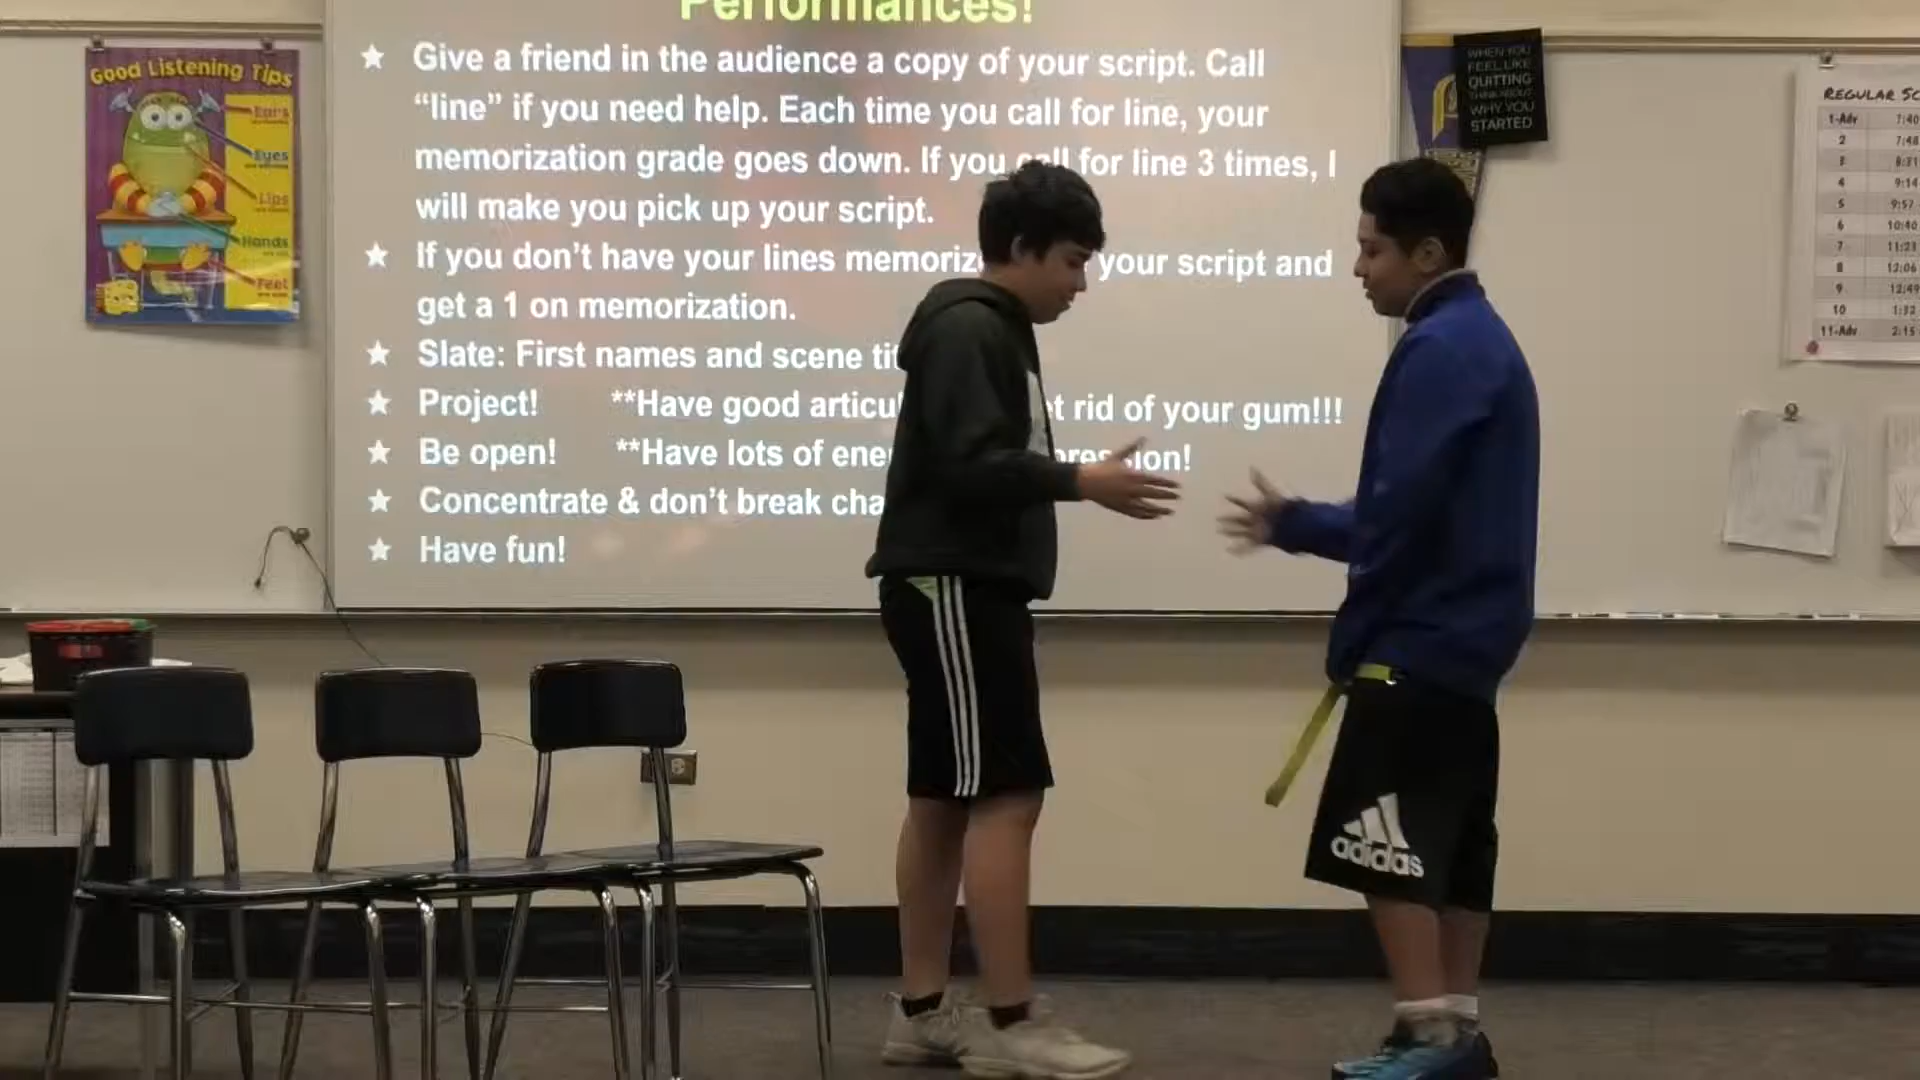 Performances!
★ Give a friend in the audience a copy of your script. Call
“line” if you need help. Each time you call for line, your
memorization grade goes down. If you call for line 3 times, I
will make you pick up your script.
★ If you don’t have your lines memoriz your script and
get a 1 on memorization.
★ Slate: First names and scene tit
★ Project! **Have good articu t rid of your gum!!!
★ Be open! **Have lots of ene pression!
★ Concentrate & don’t break cha
★ Have fun!
Good Listening Tips
Ears
Eyes
Lips
Hands
Feet
WHEN YOU
FEEL LIKE
QUITTING
THINK ABOUT
WHY YOU
STARTED
REGULAR SC
1-Adv 7:40
2 7:48
3 8:31
4 9:14
5 9:57
6 10:40
7 11:23
8 12:06
9 12:49
10 1:32
11-Adv 2:15
adidas